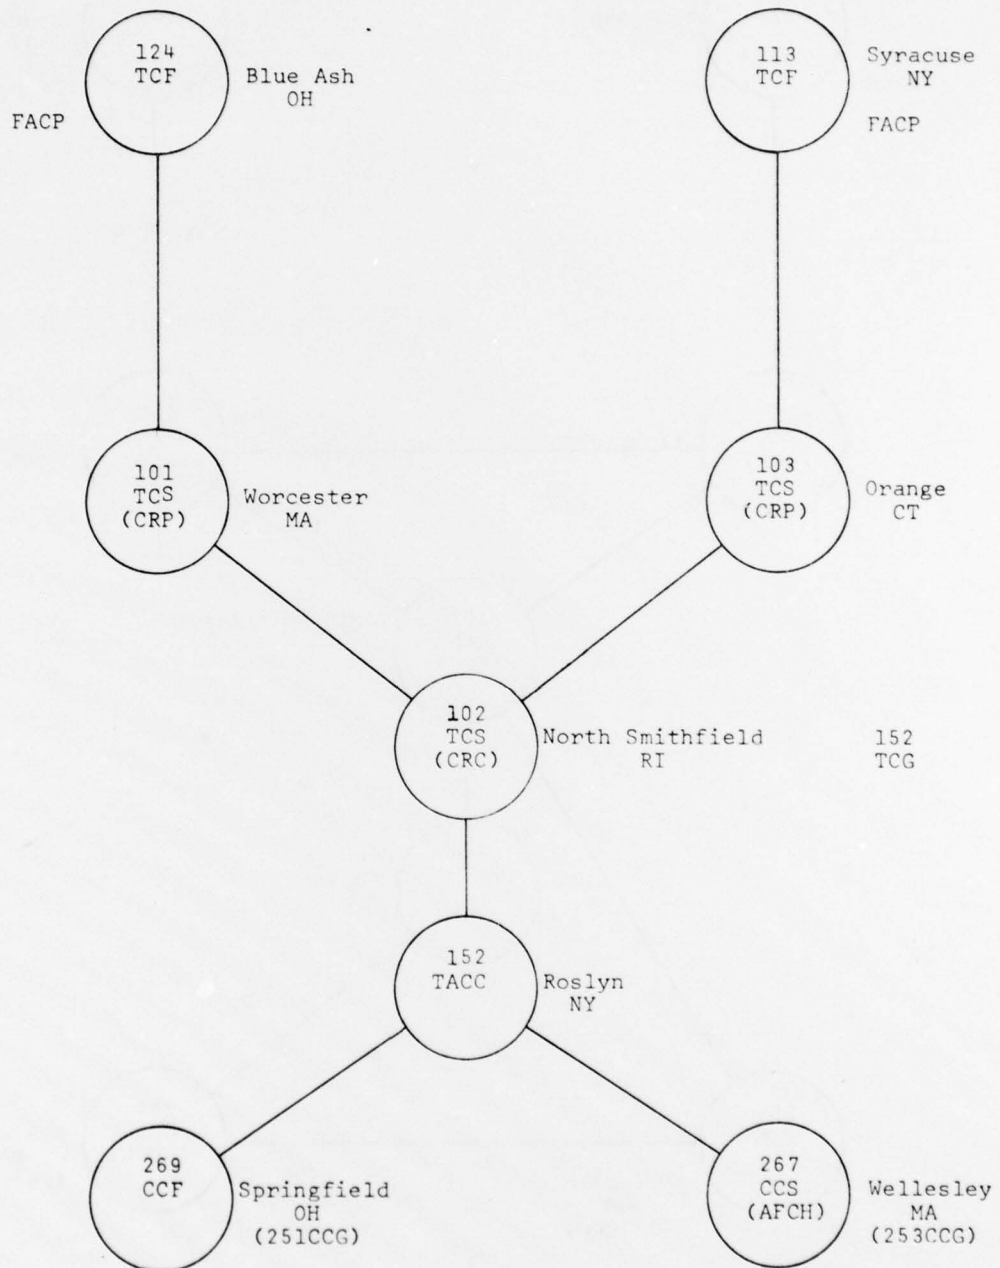 124
TCF
Blue Ash
OH
FACP
113
TCF
Syracuse
NY
FACP
101
TCS
(CRP)
Worcester
MA
103
TCS
(CRP)
Orange
CT
102
TCS
(CRC)
North Smithfield
RI
152
TCG
152
TACC
Roslyn
NY
269
CCF
Springfield
OH
(251CCG)
267
CCS
(AFCH)
Wellesley
MA
(253CCG)